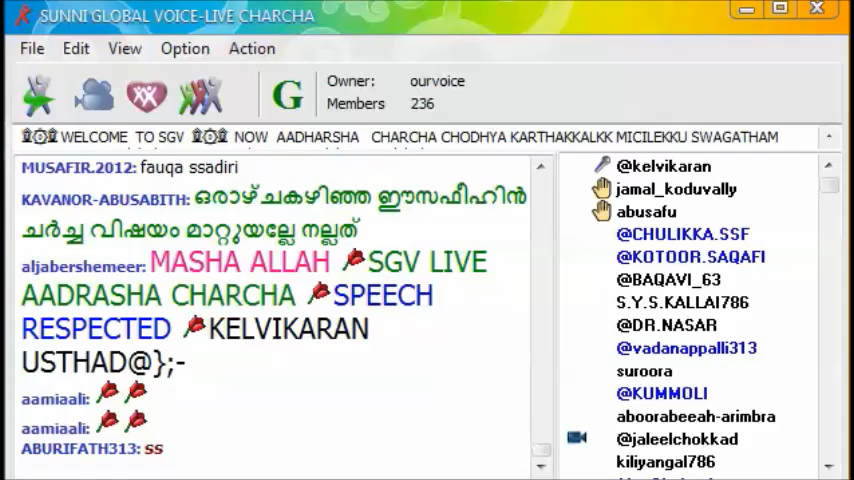 SUNNI GLOBAL VOICE-LIVE CHARCHA
File Edit View Option Action
G Owner: ourvoice
Members 236
WELCOME TO SGV NOW AADHARSHA CHARCHA CHODHYA KARTHAKKALKK MICILEKKU SWAGATHAM
MUSAFIR.2012: fauqa ssadiri
KAVANOR-ABUSABITH: ഒരാഴ്ചകഴിഞ്ഞ ഈസഫീഹിൻ
ചർച്ച വിഷയം മാറ്റുയല്ലേ നല്ലത്
aljabershemeer: MASHA ALLAH SGV LIVE
AADRASHA CHARCHA SPEECH
RESPECTED KELVIKARAN
USTHAD@};-
aamiaali:
aamiaali:
ABURIFATH313: ss
@kelvikaran
jamal_koduvally
abusafu
@CHULIKKA.SSF
@KOTOOR.SAQAFI
@BAQAVI_63
S.Y.S.KALLAI786
@DR.NASAR
@vadanappalli313
suroora
@KUMMOLI
aboorabeeah-arimbra
@jaleelchokkad
kiliyangal786